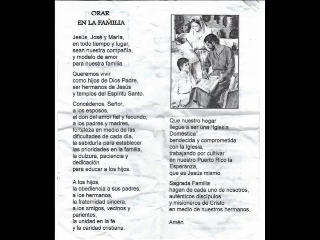 ORAR
EN LA FAMILIA
Jesús, José y María,
en todo tiempo y lugar,
sean nuestra compañía,
y modelo de amor
para nuestra familia.
Queremos vivir
como hijos de Dios Padre,
ser hermanos de Jesús
y templos del Espíritu Santo.
Concédenos, Señor,
a los esposos,
el don del amor fiel y fecundo,
a los padres y madres,
fortaleza en medio de las
dificultades de cada día,
la sabiduría para establecer
las prioridades en la familia,
la dulzura, paciencia y
dedicación
para educar a los hijos.
A los hijos,
la obediencia a sus padres,
a los hermanos,
la fraternidad sincera,
a los amigos, vecinos y
parientes,
la unidad en la fe
y la caridad cristiana.
Que nuestro hogar
llegue a ser una "Iglesia
Doméstica"
bendecida y comprometida
con la Iglesia,
trabajando por cultivar
en nuestro Puerto Rico la
Esperanza,
que es Jesús mismo.
Sagrada Familia
hagan de cada uno de nosotros,
auténticos discípulos
y misioneros de Cristo
en medio de nuestros hermanos.
Amén